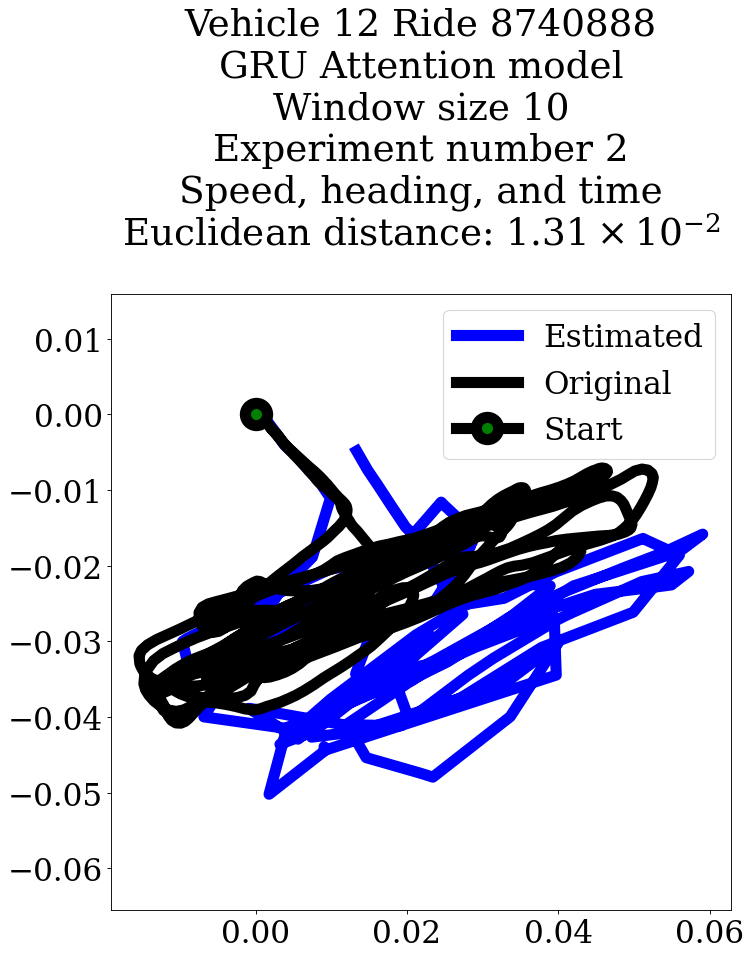 Vehicle 12 Ride 8740888
GRU Attention model
Window size 10
Experiment number 2
Speed, heading, and time
Euclidean distance: 1.31 × 10⁻²
Estimated
Original
Start
0.01
0.00
−0.01
−0.02
−0.03
−0.04
−0.05
−0.06
0.00 0.02 0.04 0.06